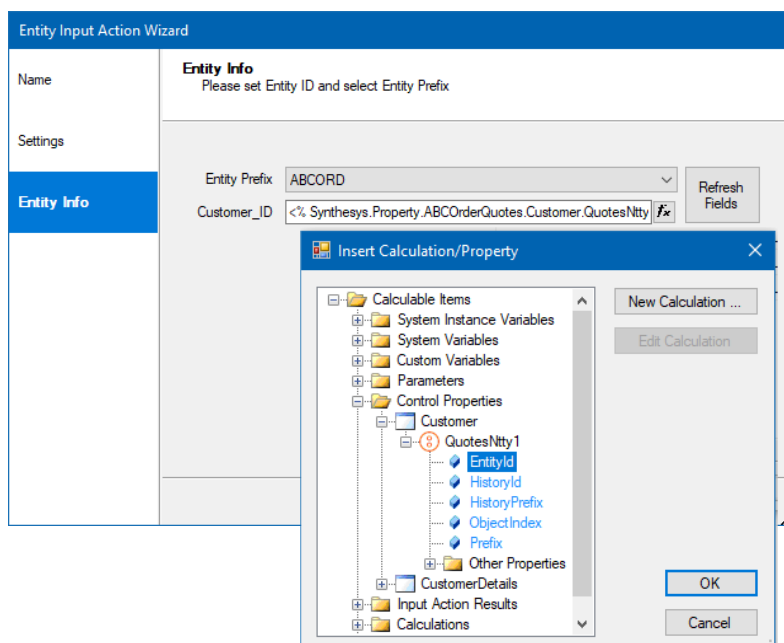 Entity Input Action Wizard
Name
Entity Info
Please set Entity ID and select Entity Prefix
Settings
Entity Info
Entity Prefix ABCORD
Refresh Fields
Customer_ID <% Synthesys.Property.ABCOrderQuotes.Customer.QuotesNtty fx
Insert Calculation/Property
Calculable Items
New Calculation ...
System Instance Variables
System Variables
Edit Calculation
Custom Variables
Parameters
Control Properties
Customer
QuotesNtty1
EntityId
HistoryId
HistoryPrefix
ObjectIndex
Prefix
Other Properties
CustomerDetails
OK
Input Action Results
Calculations
Cancel